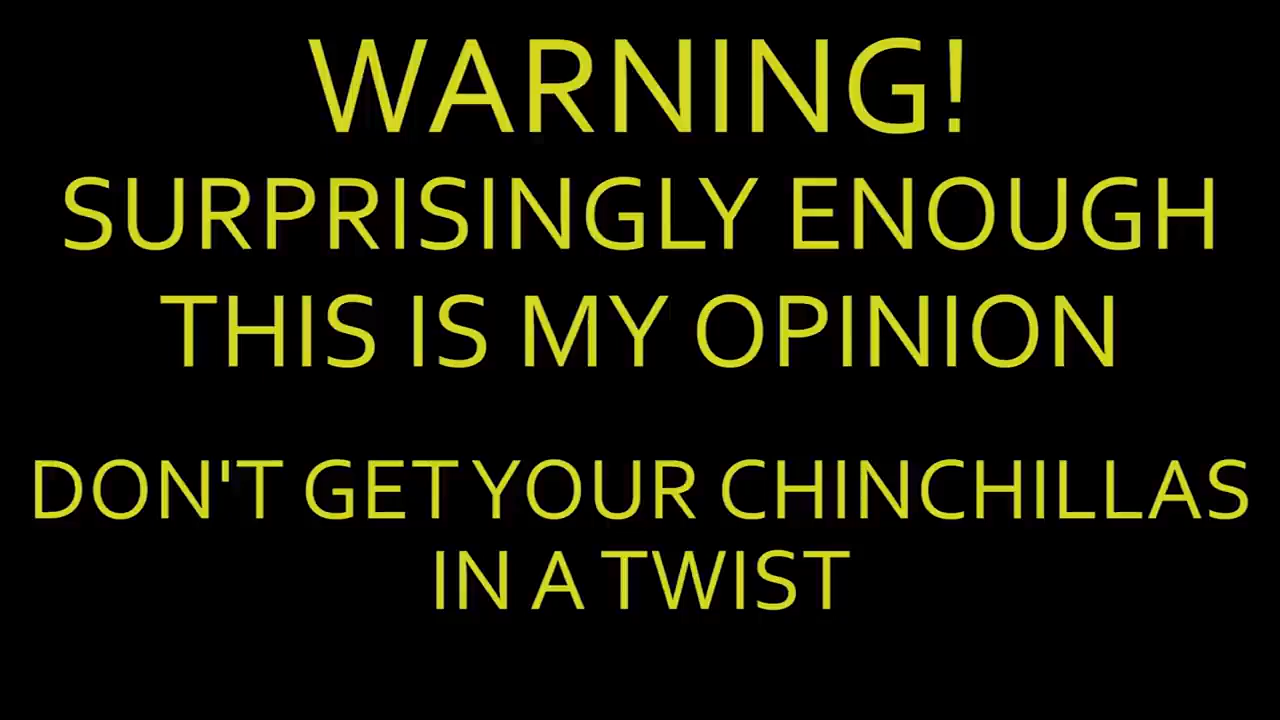 WARNING!
SURPRISINGLY ENOUGH
THIS IS MY OPINION
DON'T GET YOUR CHINCHILLAS
IN A TWIST